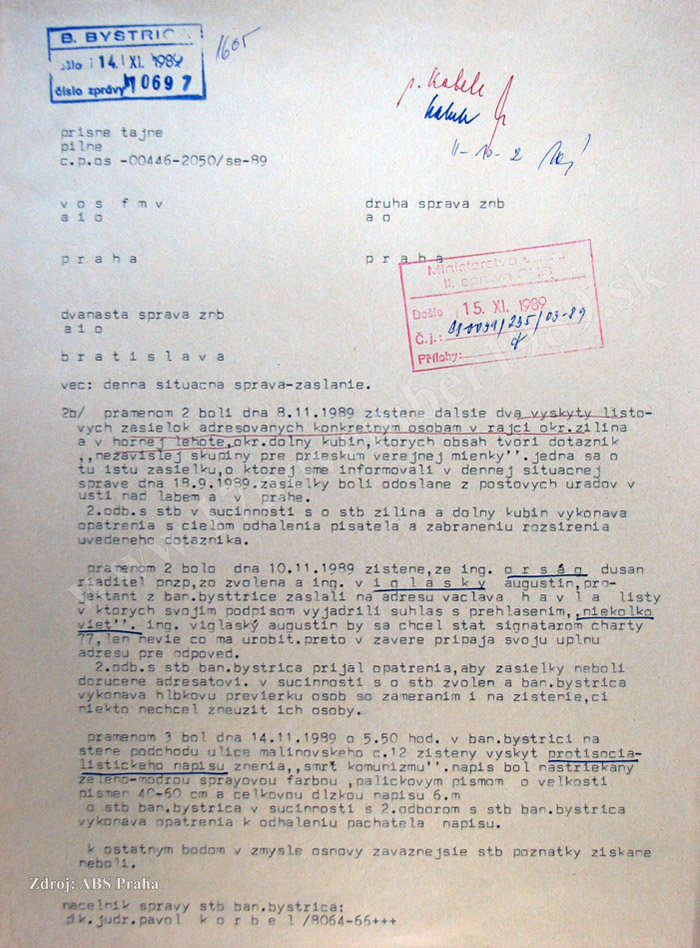 B. BYSTRICA
došlo 14. XI. 1989
číslo zprávy 10697
1605
p. Kabele
prisne tajne
pilne
c.p.os -00446-2050/se-89
v o s  f m v
druha sprava znb
a i o
a o
p r a h a
p r a h a
Ministerstvo
II. správa
Došlo: 15. XI. 1989
Č.j.:
Přílohy:
dvanasta sprava znb
a i o
b r a t i s l a v a
vec: denna situacna sprava-zaslanie.
2b/ pramenom 2 boli dna 8.11.1989 zistene dalsie dva vyskyty listo-
vych zasielok adresovanych konkretnym osobam v rajci okr.zilina
a v hornej lehote,okr.dolny kubin,ktorych obsah tvori dotaznik
,,nezavislej skupiny pre prieskum verejnej mienky''.jedna sa o
tu istu zasielku,o ktorej sme informovali v dennej situacnej
sprave dna 18.9.1989.zasielky boli odoslane z postovych uradov v
usti nad labem a  v  prahe.
2.odb.s stb v sucinnosti s o stb zilina a dolny kubin vykonava
opatrenia s cielom odhalenia pisatela a zabraneniu rozsirenia
uvedeneho dotaznika.
pramenom 2 bolo  dna 10.11.1989 zistene,ze ing. o r s á g  dusan
riaditel pnzp,zo zvolena a ing. v i g l a s k y  augustin,pro-
jektant z ban.bysttrice zaslali na adresu vaclava  h a v l a  listy
v ktorych svojim podpisom vyjadrili suhlas s prehlasenim,,niekolko
viet''. ing. viglaský augustin by sa chcel stat signatarom charty
77,len nevie co ma urobit.preto v zavere pripaja svoju uplnu
adresu pre odpoved.
2.odb.s stb ban.bystrica prijal opatrenia,aby zasielky neboli
dorucene adresatovi. v sucinnosti s o stb zvolen a ban.bystrica
vykonava hlbkovu previerku osob so zameranim i na zistenie,ci
niekto nechcel zneuzit ich osoby.
pramenom 3 bol dna 14.11.1989 o 5.50 hod. v ban.bystrici na
stene podchodu ulice malinovskeho c.12 zisteny vyskyt protisocia-
listickeho napisu znenia,,smrt komunizmu''.napis bol nastriekany
zeleno-modrou sprayovou farbou ,palickovym pismom  o velkosti
pismen 40-60 cm a celkovou dlzkou napisu 6.m
o stb ban.bystrica v sucinnosti s 2.odborom s stb ban.bystrica
vykonava opatrenia k odhaleniu pachatela  napisu.
k ostatnym bodom v zmysle osnovy zavaznejsie stb poznatky ziskane
neboli.
Zdroj: ABS Praha
nacelnik spravy stb ban.bystrica:
pk.judr.pavol  k o r b e l /8064-66+++